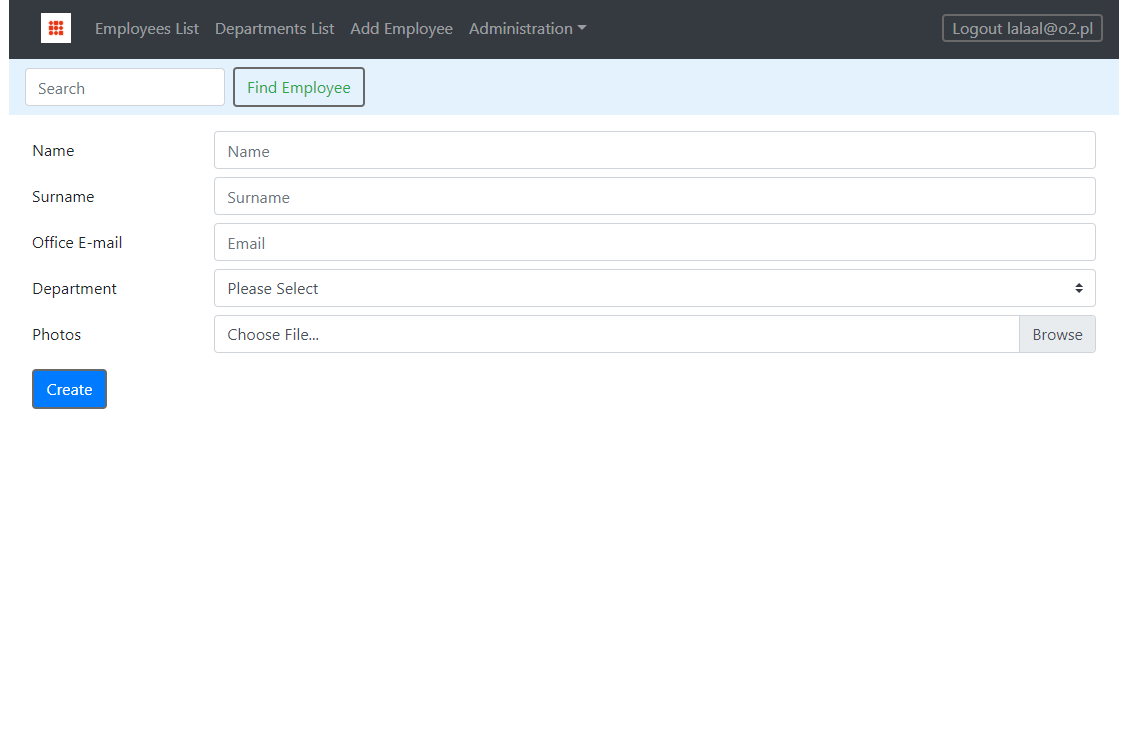 Employees List Departments List Add Employee Administration Logout lalaal@o2.pl
Search Find Employee
Name Name
Surname Surname
Office E-mail Email
Department Please Select
Photos Choose File... Browse
Create